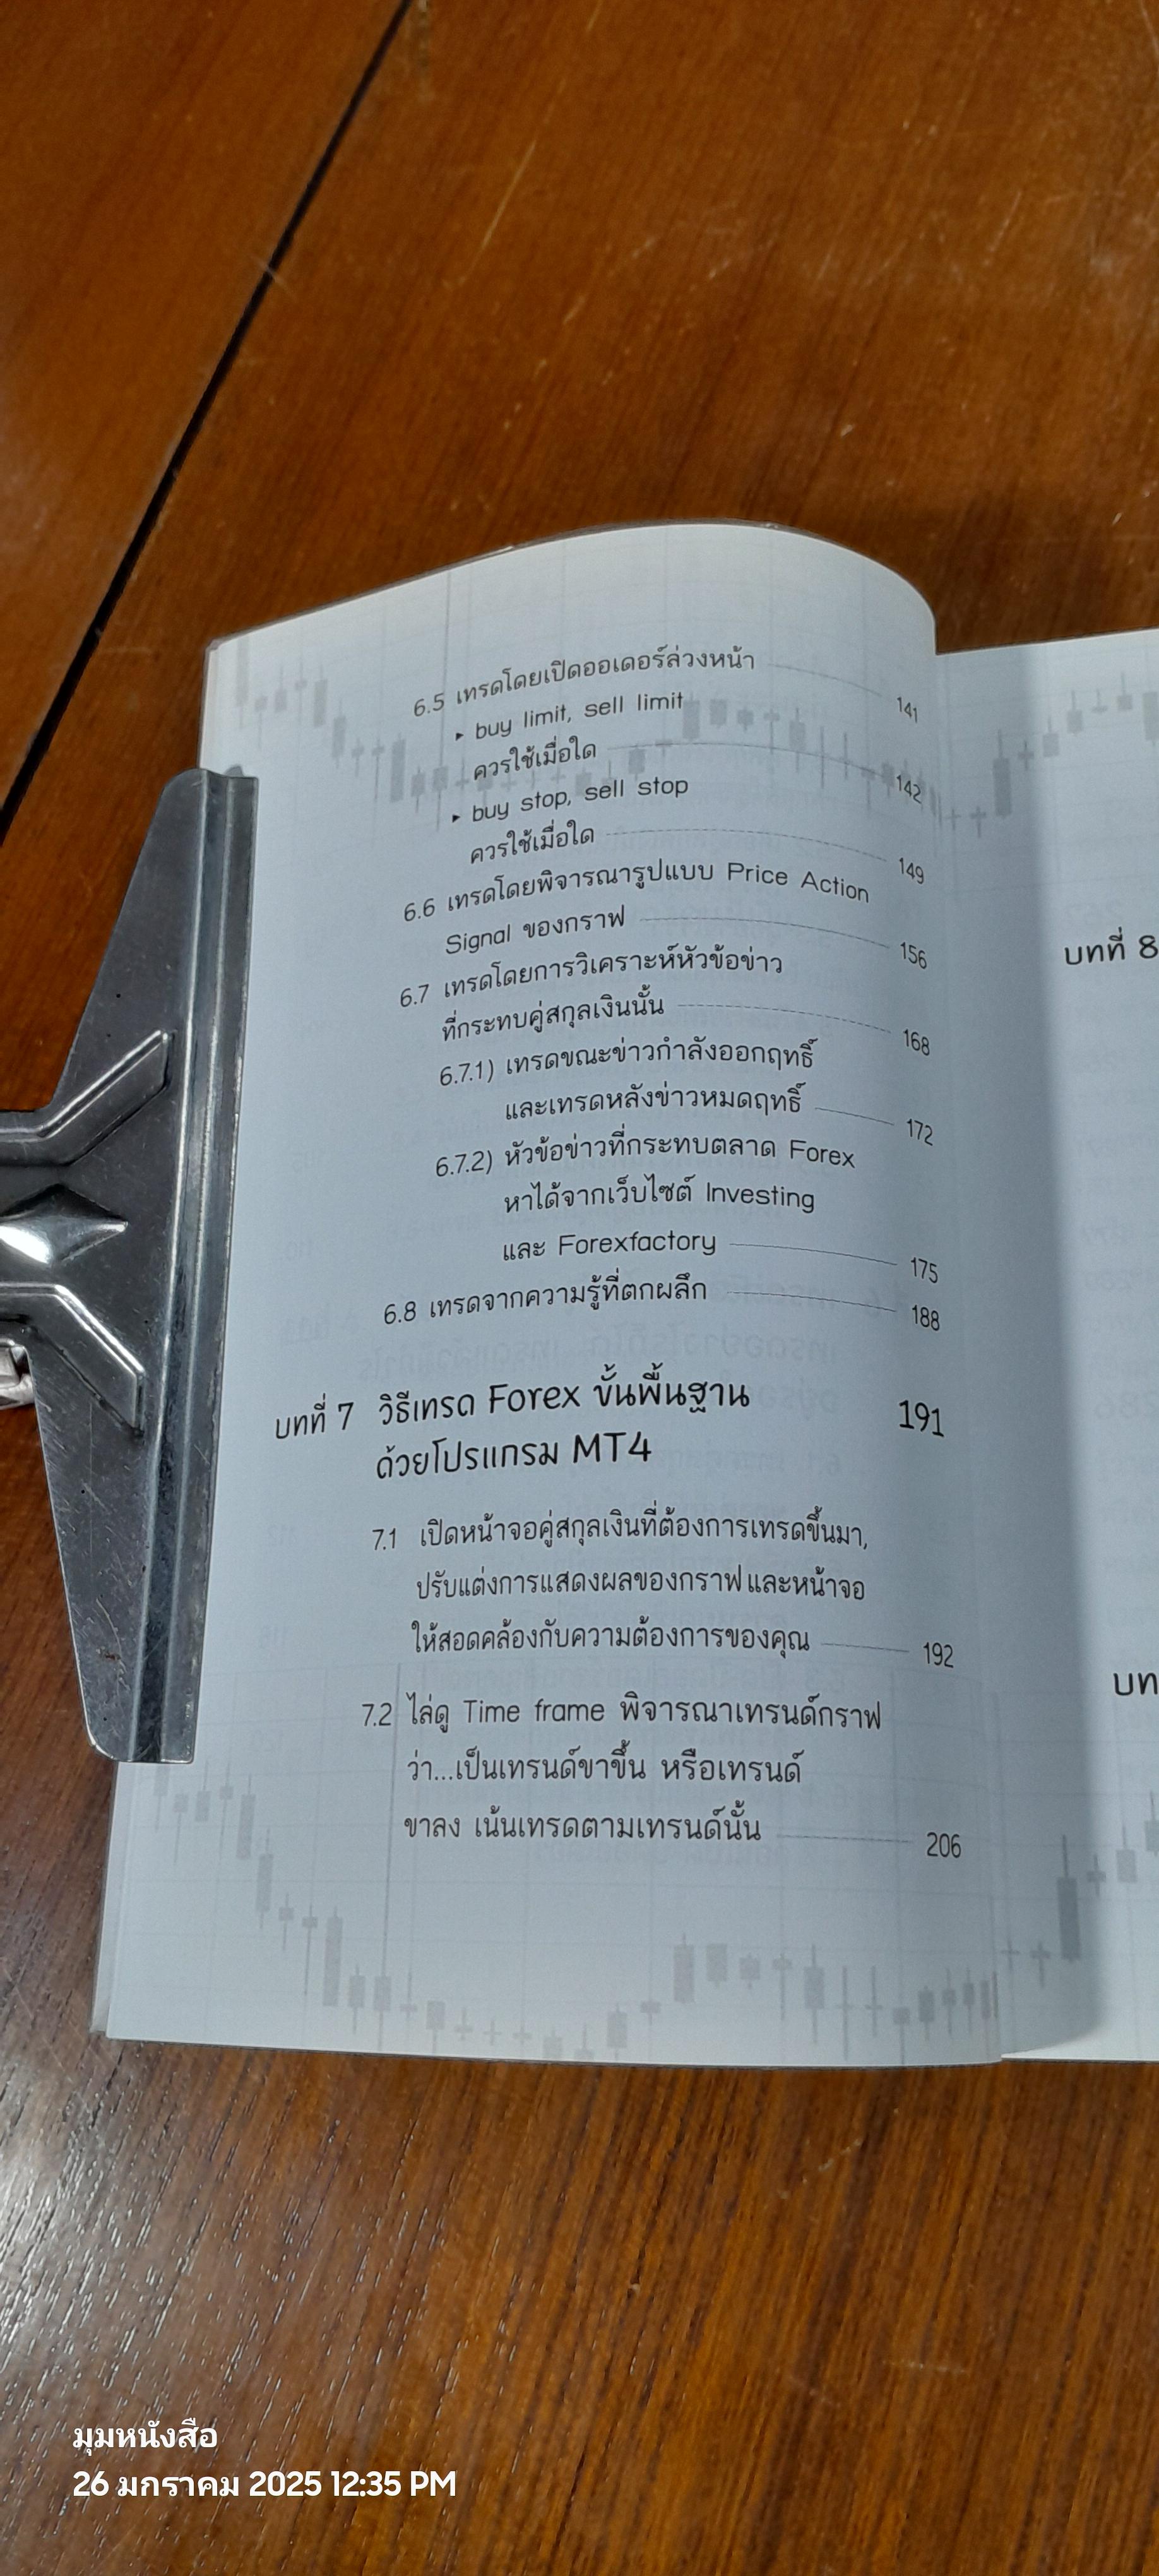 6.5 เทรดโดยเปิดออเดอร์ล่วงหน้า 141
▸ buy limit, sell limit
ควรใช้เมื่อใด 142
▸ buy stop, sell stop
ควรใช้เมื่อใด 149
6.6 เทรดโดยพิจารณารูปแบบ Price Action
Signal ของกราฟ 156
6.7 เทรดโดยการวิเคราะห์หัวข้อข่าว
ที่กระทบคู่สกุลเงินนั้น 168
6.7.1) เทรดขณะข่าวกำลังออกฤทธิ์
และเทรดหลังข่าวหมดฤทธิ์ 172
6.7.2) หัวข้อข่าวที่กระทบตลาด Forex
หาได้จากเว็บไซต์ Investing
และ Forexfactory 175
6.8 เทรดจากความรู้ที่ตกผลึก 188
บทที่ 7 วิธีเทรด Forex ขั้นพื้นฐาน 191
ด้วยโปรแกรม MT4
7.1 เปิดหน้าจอคู่สกุลเงินที่ต้องการเทรดขึ้นมา,
ปรับแต่งการแสดงผลของกราฟและหน้าจอ
ให้สอดคล้องกับความต้องการของคุณ 192
7.2 ไล่ดู Time frame พิจารณาเทรนด์กราฟ
ว่า...เป็นเทรนด์ขาขึ้น หรือเทรนด์
ขาลง เน้นเทรดตามเทรนด์นั้น 206
บทที่ 8
มุมหนังสือ
26 มกราคม 2025 12:35 PM